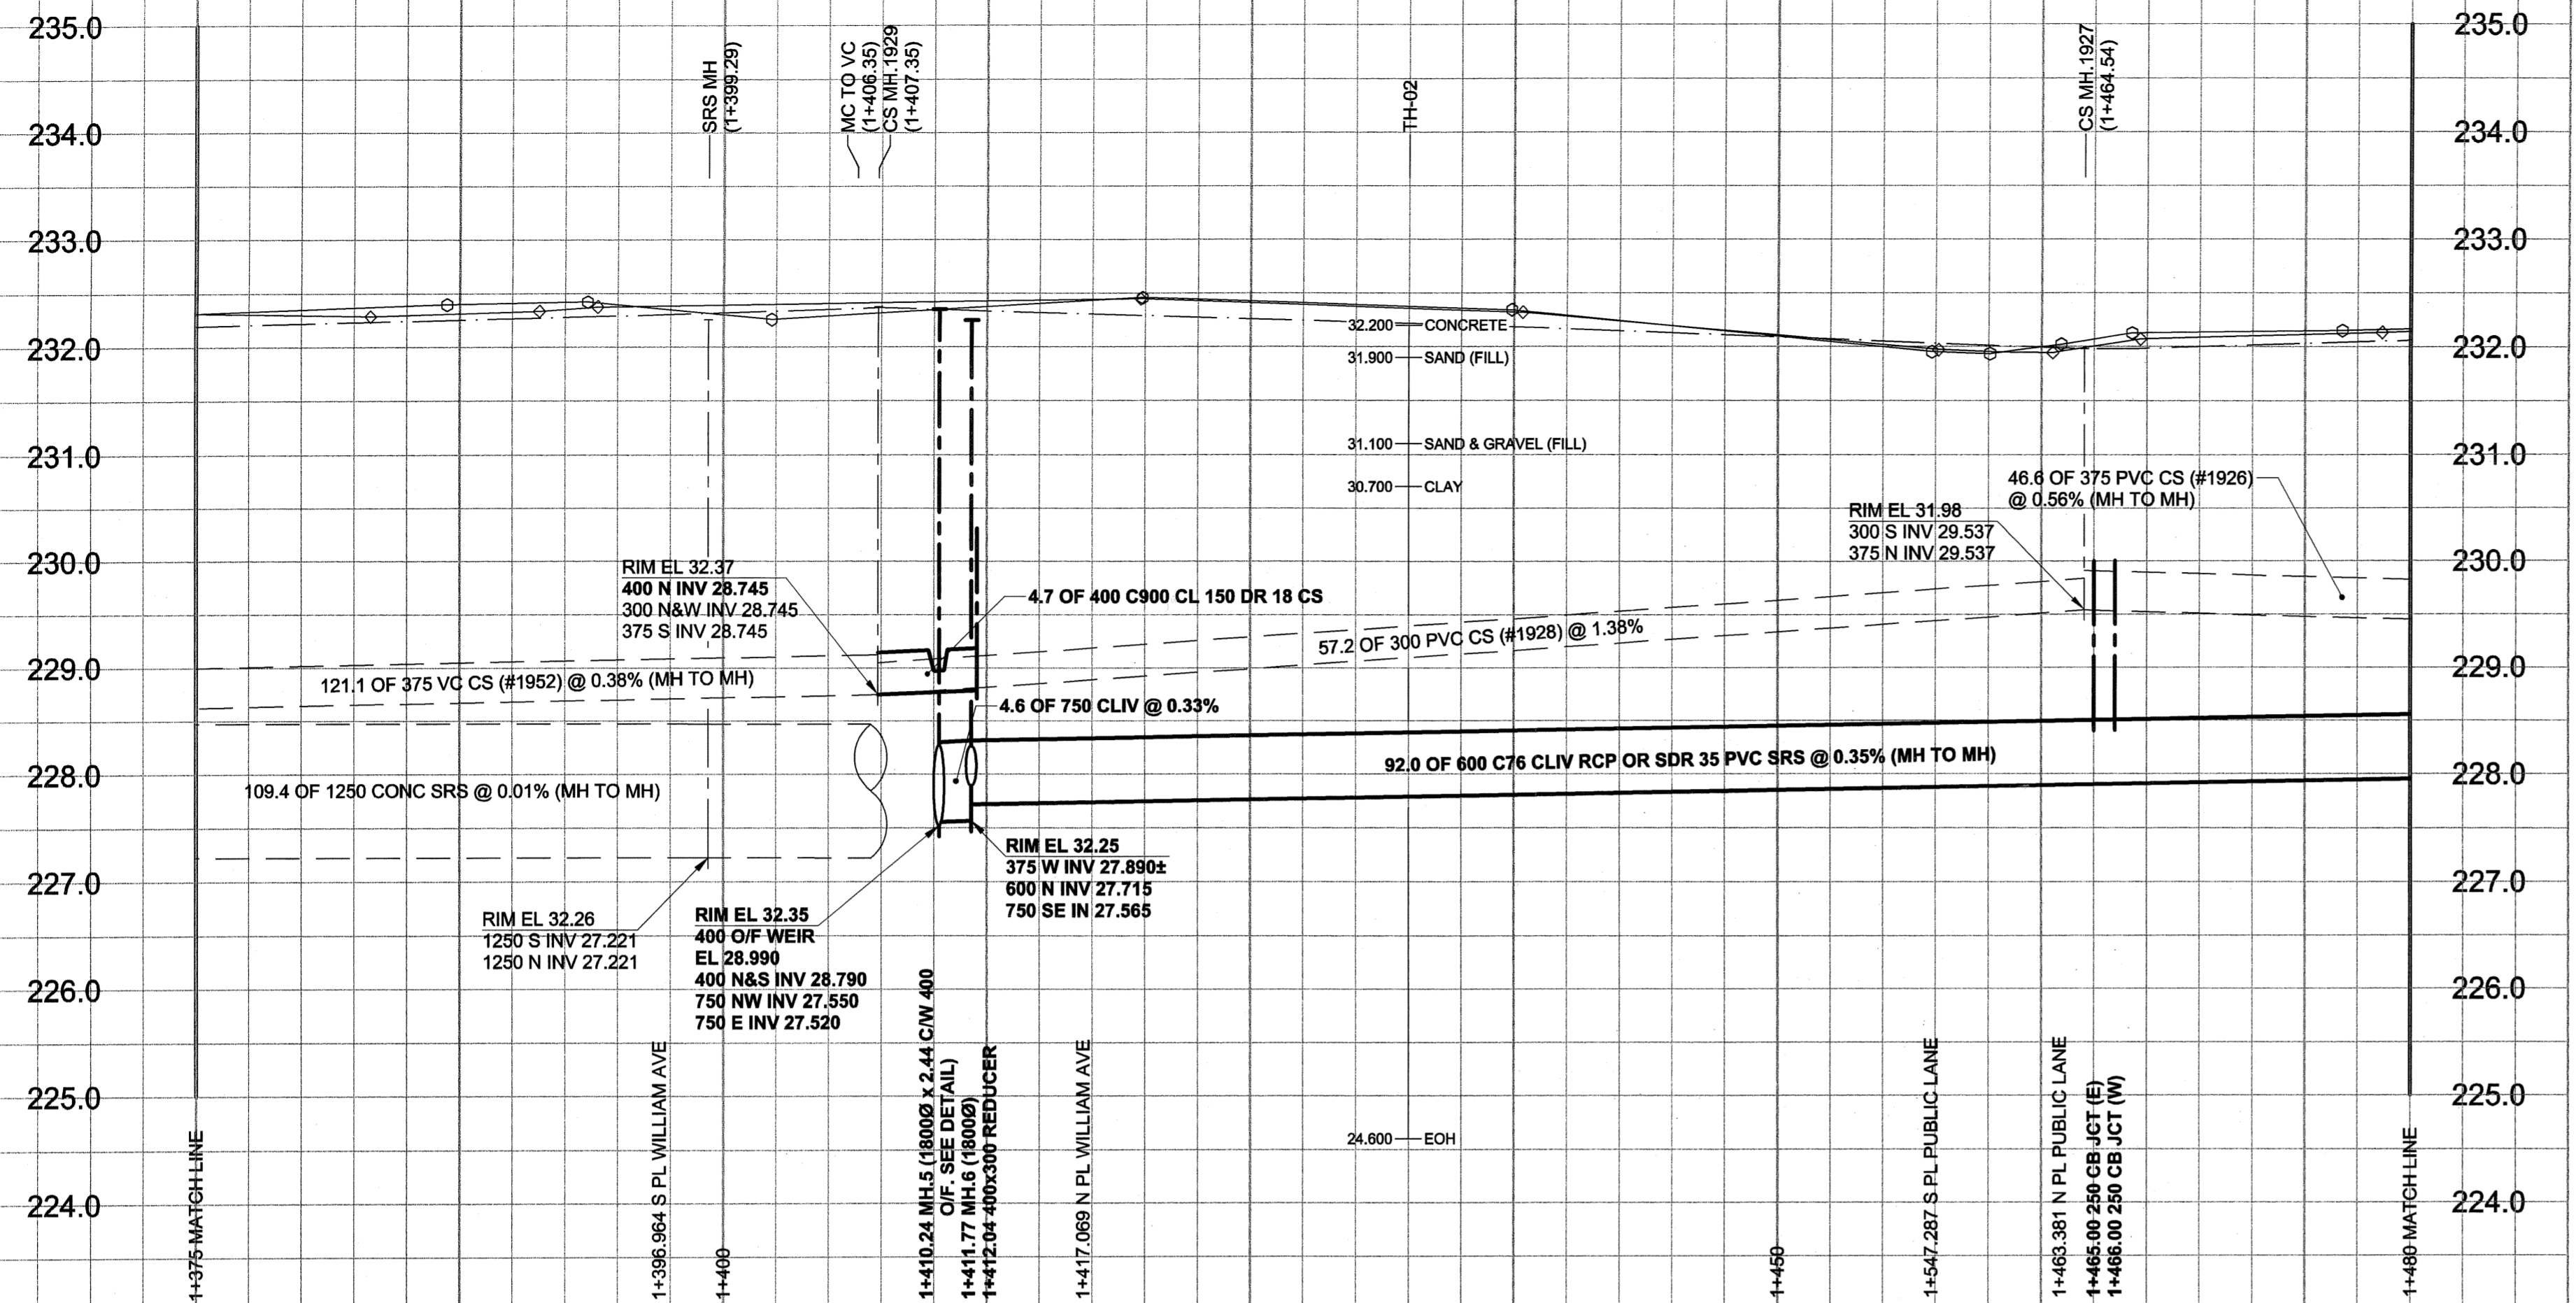 235.0
235.0
234.0
234.0
233.0
233.0
232.0
232.0
231.0
231.0
230.0
230.0
229.0
229.0
228.0
228.0
227.0
227.0
226.0
226.0
225.0
225.0
224.0
224.0
SRS MH
(1+399.29)
MC TO VC
(1+406.35)
CS MH.1929
(1+407.35)
TH-02
CS MH.1927
(1+464.54)
32.200 CONCRETE
31.900 SAND (FILL)
31.100 SAND & GRAVEL (FILL)
30.700 CLAY
24.600 EOH
46.6 OF 375 PVC CS (#1926)
@ 0.56% (MH TO MH)
RIM EL 31.98
300 S INV 29.537
375 N INV 29.537
RIM EL 32.37
400 N INV 28.745
300 N&W INV 28.745
375 S INV 28.745
4.7 OF 400 C900 CL 150 DR 18 CS
57.2 OF 300 PVC CS (#1928) @ 1.38%
121.1 OF 375 VC CS (#1952) @ 0.38% (MH TO MH)
4.6 OF 750 CLIV @ 0.33%
92.0 OF 600 C76 CLIV RCP OR SDR 35 PVC SRS @ 0.35% (MH TO MH)
109.4 OF 1250 CONC SRS @ 0.01% (MH TO MH)
RIM EL 32.25
375 W INV 27.890±
600 N INV 27.715
750 SE IN 27.565
RIM EL 32.26
1250 S INV 27.221
1250 N INV 27.221
RIM EL 32.35
400 O/F WEIR
EL 28.990
400 N&S INV 28.790
750 NW INV 27.550
750 E INV 27.520
1+375 MATCH LINE
1+396.964 S PL WILLIAM AVE
1+400
1+410.24 MH.5 (1800Ø x 2.44 C/W 400
O/F. SEE DETAIL)
1+411.77 MH.6 (1800Ø)
1+412.04 400x300 REDUCER
1+417.069 N PL WILLIAM AVE
1+450
1+547.287 S PL PUBLIC LANE
1+463.381 N PL PUBLIC LANE
1+465.00 250 CB JCT (E)
1+466.00 250 CB JCT (W)
1+480 MATCH LINE